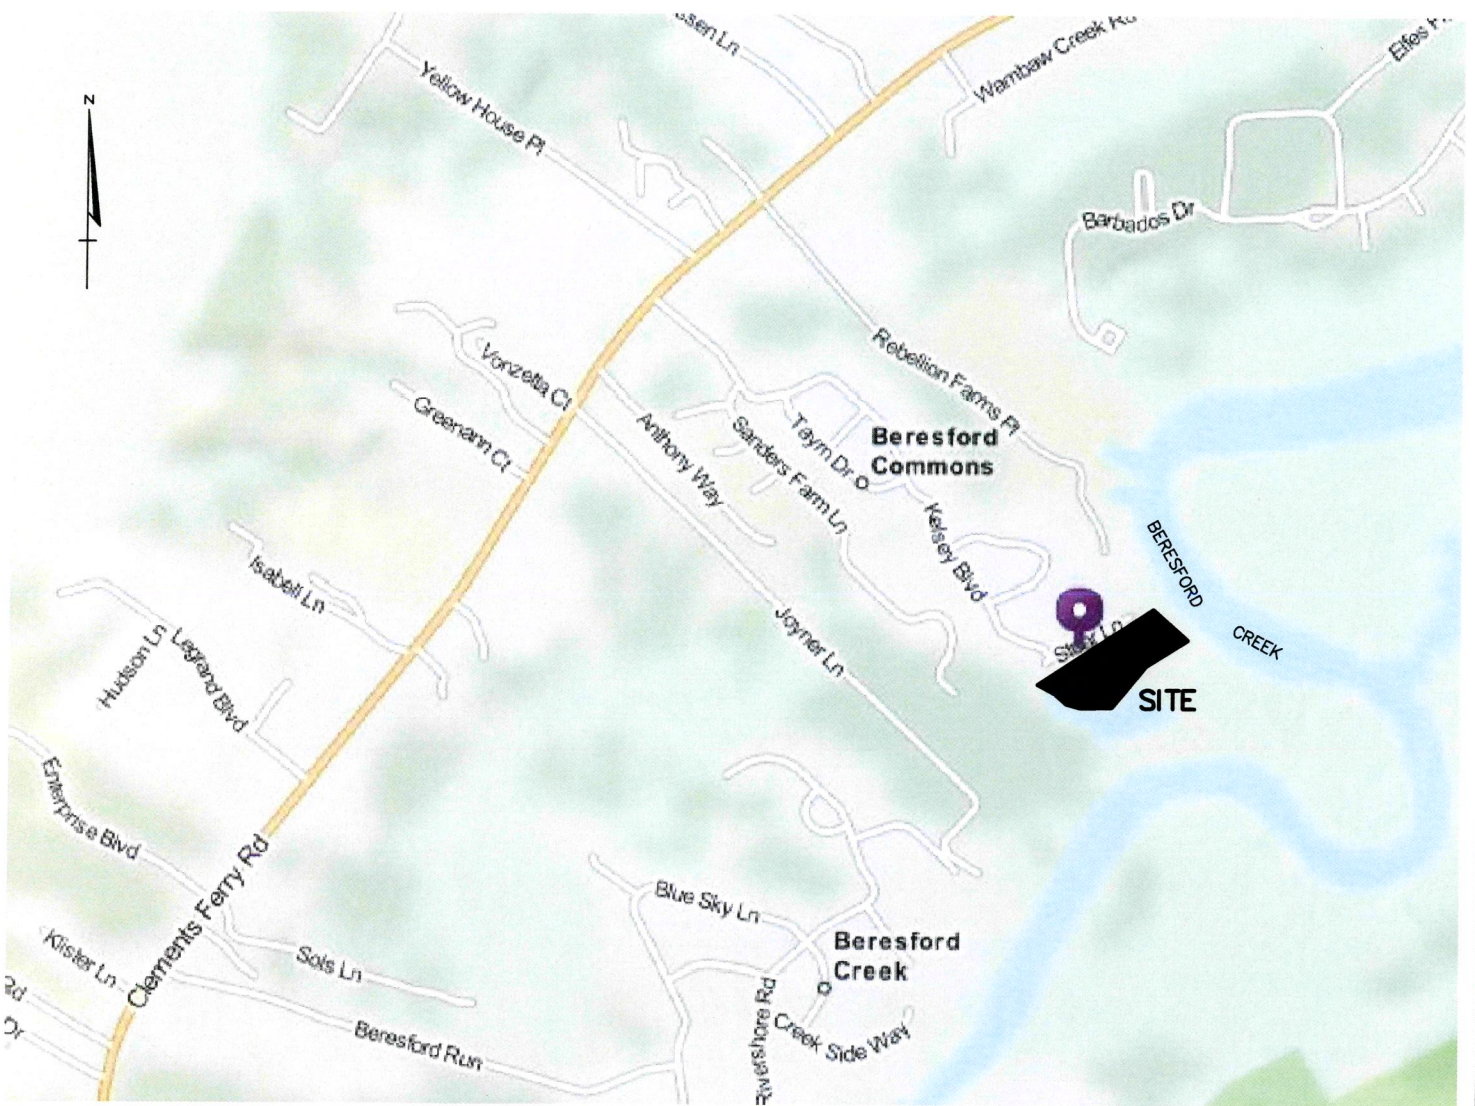 N
Yellow House Pl
Wambaw Creek Rd
Barbados Dr
Vonzetta Ct
Greenann Ct
Anthony Way
Rebellion Farms Pl
Taym Dr
Sanders Farm Ln
Beresford
Commons
Kelsey Blvd
BERESFORD
CREEK
Isabell Ln
Hudson Ln
Legrand Blvd
Joyner Ln
SITE
Enterprise Blvd
Clements Ferry Rd
Blue Sky Ln
Beresford
Creek
Klister Ln
Sols Ln
Rd
Dr
Beresford Run
Rivershore Rd
Creek Side Way